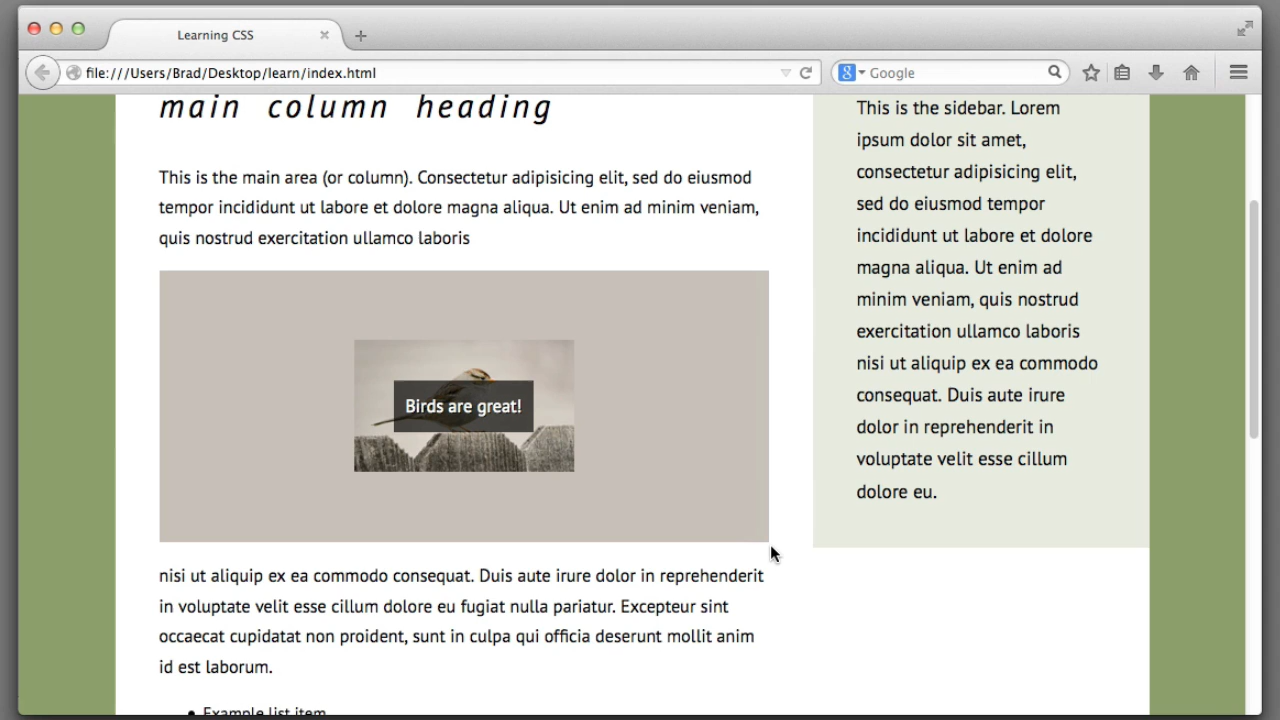 Learning CSS
file:///Users/Brad/Desktop/learn/index.html
Google
main column heading
This is the main area (or column). Consectetur adipisicing elit, sed do eiusmod
tempor incididunt ut labore et dolore magna aliqua. Ut enim ad minim veniam,
quis nostrud exercitation ullamco laboris
Birds are great!
nisi ut aliquip ex ea commodo consequat. Duis aute irure dolor in reprehenderit
in voluptate velit esse cillum dolore eu fugiat nulla pariatur. Excepteur sint
occaecat cupidatat non proident, sunt in culpa qui officia deserunt mollit anim
id est laborum.
• Example list item
This is the sidebar. Lorem
ipsum dolor sit amet,
consectetur adipisicing elit,
sed do eiusmod tempor
incididunt ut labore et dolore
magna aliqua. Ut enim ad
minim veniam, quis nostrud
exercitation ullamco laboris
nisi ut aliquip ex ea commodo
consequat. Duis aute irure
dolor in reprehenderit in
voluptate velit esse cillum
dolore eu.